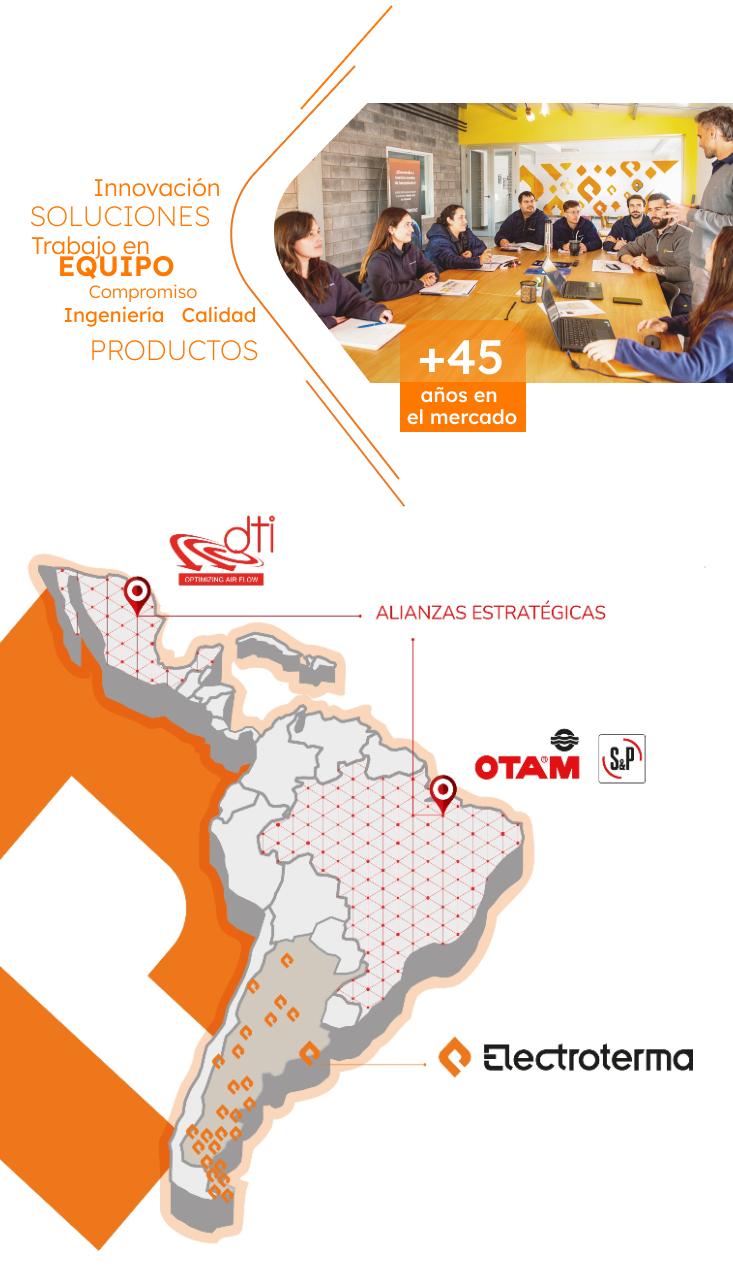 Innovación
SOLUCIONES
Trabajo en
EQUIPO
Compromiso
Ingeniería Calidad
PRODUCTOS
+45
años en
el mercado
dti
OPTIMIZING AIR FLOW
ALIANZAS ESTRATÉGICAS
OTAM®
S&P
Electroterma